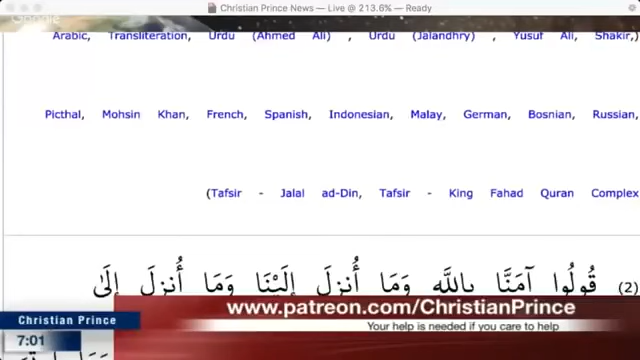 Christian Prince News — Live @ 213.6% — Ready
Google
Arabic, Transliteration, Urdu (Ahmed Ali) , Urdu (Jalandhry) , Yusuf Ali, Shakir,)
Picthal, Mohsin Khan, French, Spanish, Indonesian, Malay, German, Bosnian, Russian,
(Tafsir - Jalal ad-Din, Tafsir - King Fahad Quran Complex
(2) قُولُوا آمَنَّا بِاللَّهِ وَمَا أُنزِلَ إِلَيْنَا وَمَا أُنزِلَ إِلَىٰ
www.patreon.com/ChristianPrince
Christian Prince
Your help is needed if you care to help
7:01